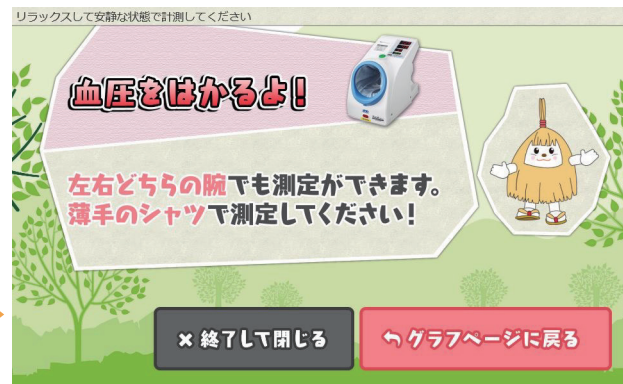 リラックスして安静な状態で計測してください
血圧をはかるよ！
左右どちらの腕でも測定ができます。
薄手のシャツで測定してください！
× 終了して閉じる
グラフページに戻る